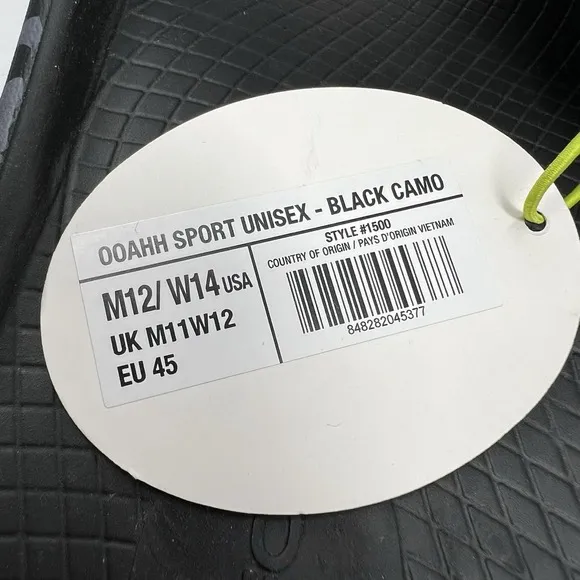 OOAHH SPORT UNISEX - BLACK CAMO
M12/ W14 USA
UK M11W12
EU 45
STYLE #1500
COUNTRY OF ORIGIN / PAYS D'ORIGIN VIETNAM
848282045377